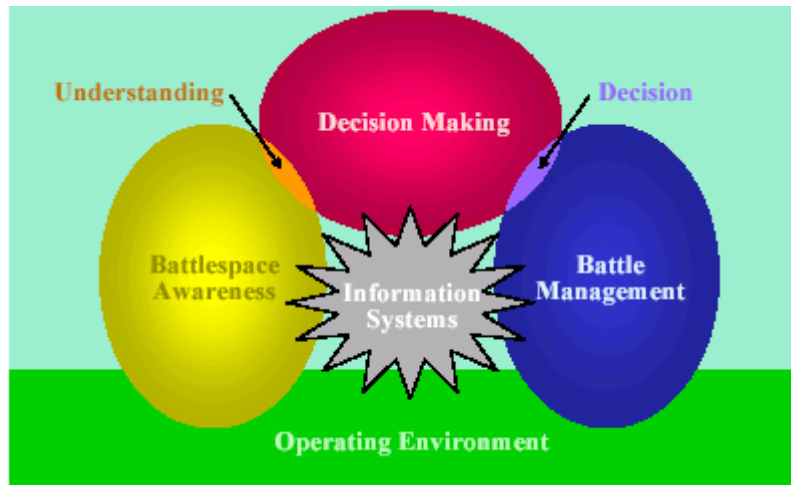 Understanding
Decision
Decision Making
Battlespace
Awareness
Information
Systems
Battle
Management
Operating Environment